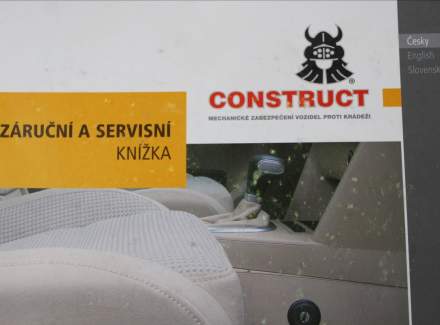 Česky
English
Slovensk
®
CONSTRUCT
MECHANICKÉ ZABEZPEČENÍ VOZIDEL PROTI KRÁDEŽI
ZÁRUČNÍ A SERVISNÍ
KNÍŽKA